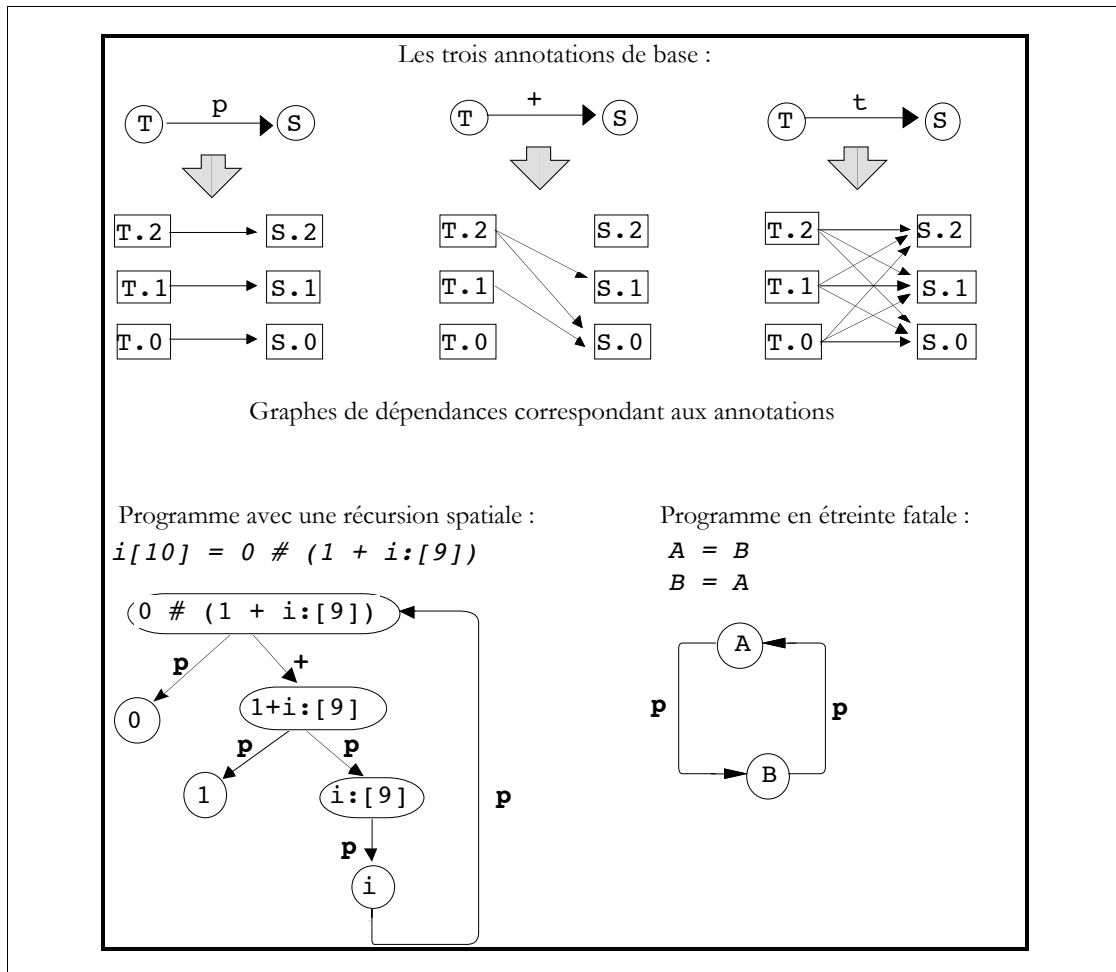 Les trois annotations de base :
p
T
S
+
T
S
t
T
S
T.2
S.2
T.1
S.1
T.0
S.0
T.2
S.2
T.1
S.1
T.0
S.0
T.2
S.2
T.1
S.1
T.0
S.0
Graphes de dépendances correspondant aux annotations
Programme avec une récursion spatiale :
i[10] = 0 # (1 + i:[9])
0 # (1 + i:[9])
p
+
0
1+i:[9]
p
p
1
i:[9]
p
p
i
Programme en étreinte fatale :
A = B
B = A
A
p
p
B